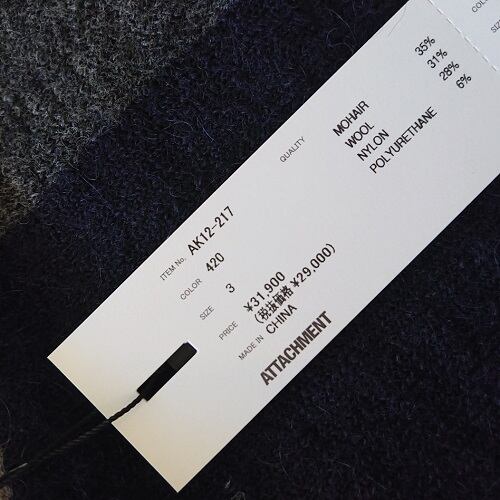 QUALITY MOHAIR 35%
WOOL 31%
NYLON 28%
POLYURETHANE 6%
ITEM No. AK12-217
COLOR 420
SIZE 3
PRICE ¥31,900
(税抜価格 ¥29,000)
MADE IN CHINA
ATTACHMENT